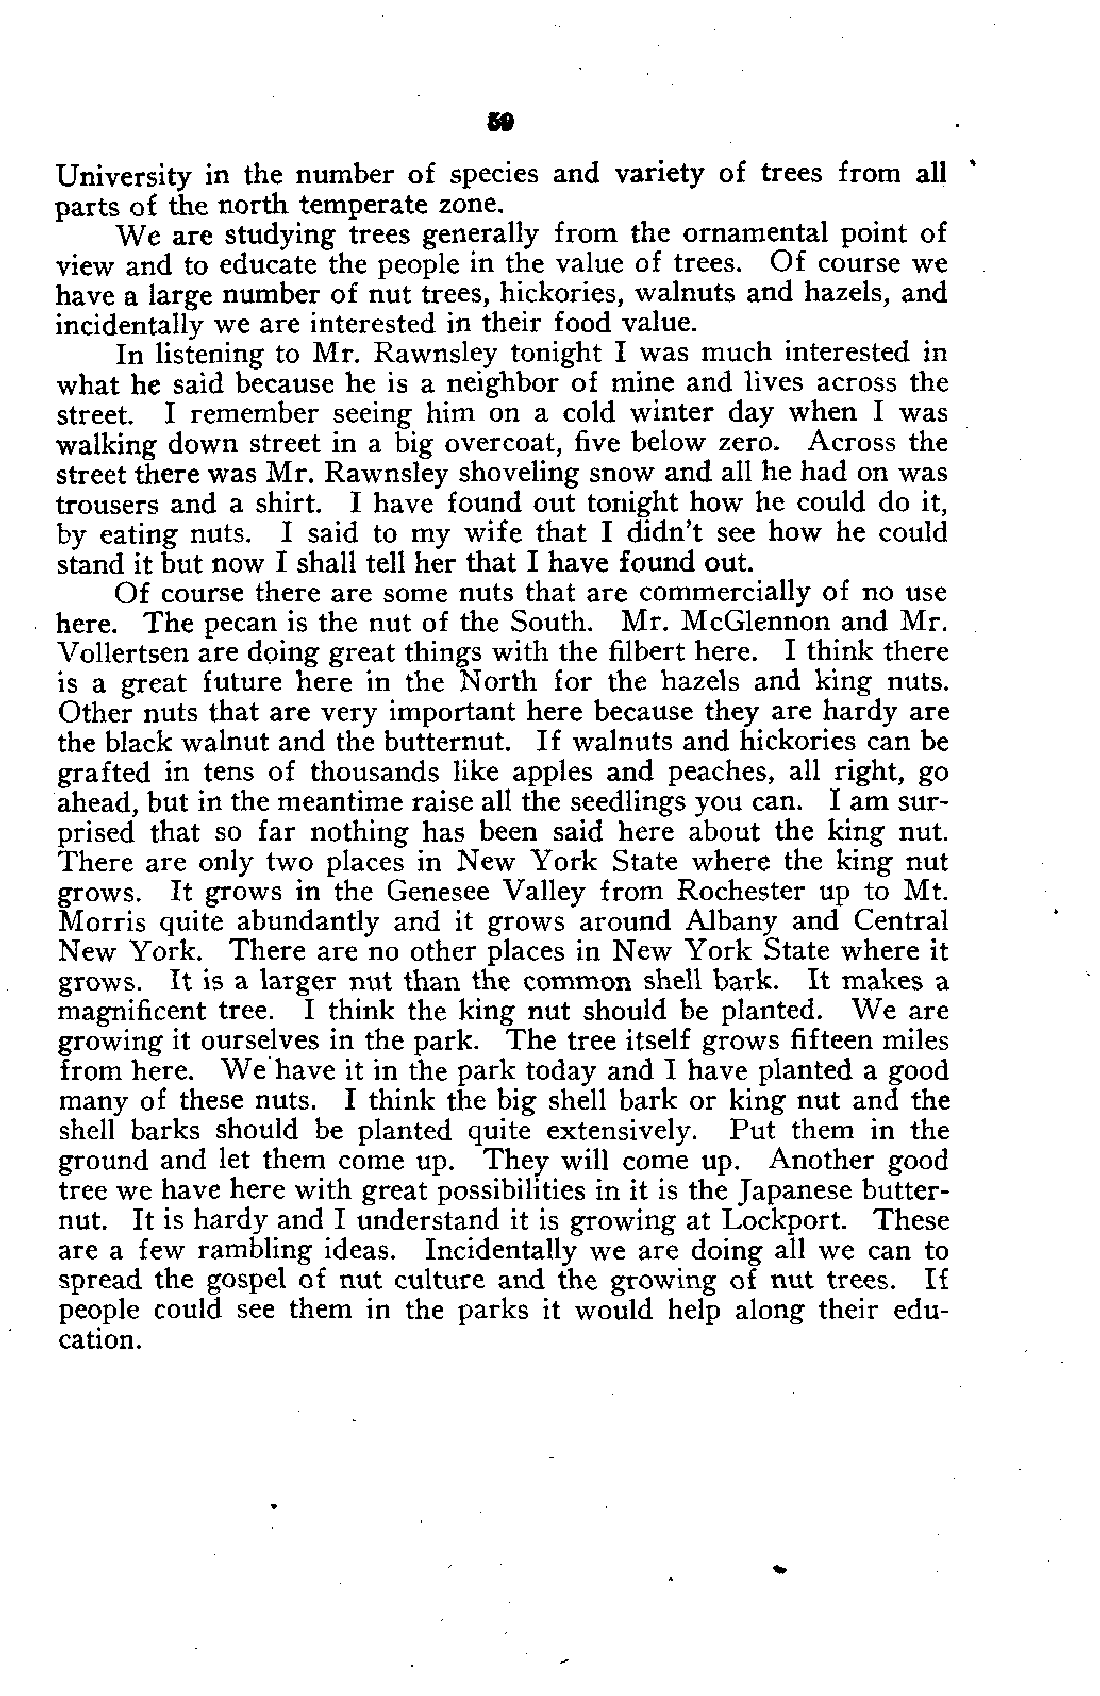 59
University in the number of species and variety of trees from all
parts of the north temperate zone.
We are studying trees generally from the ornamental point of
view and to educate the people in the value of trees. Of course we
have a large number of nut trees, hickories, walnuts and hazels, and
incidentally we are interested in their food value.
In listening to Mr. Rawnsley tonight I was much interested in
what he said because he is a neighbor of mine and lives across the
street. I remember seeing him on a cold winter day when I was
walking down street in a big overcoat, five below zero. Across the
street there was Mr. Rawnsley shoveling snow and all he had on was
trousers and a shirt. I have found out tonight how he could do it,
by eating nuts. I said to my wife that I didn't see how he could
stand it but now I shall tell her that I have found out.
Of course there are some nuts that are commercially of no use
here. The pecan is the nut of the South. Mr. McGlennon and Mr.
Vollertsen are doing great things with the filbert here. I think there
is a great future here in the North for the hazels and king nuts.
Other nuts that are very important here because they are hardy are
the black walnut and the butternut. If walnuts and hickories can be
grafted in tens of thousands like apples and peaches, all right, go
ahead, but in the meantime raise all the seedlings you can. I am sur-
prised that so far nothing has been said here about the king nut.
There are only two places in New York State where the king nut
grows. It grows in the Genesee Valley from Rochester up to Mt.
Morris quite abundantly and it grows around Albany and Central
New York. There are no other places in New York State where it
grows. It is a larger nut than the common shell bark. It makes a
magnificent tree. I think the king nut should be planted. We are
growing it ourselves in the park. The tree itself grows fifteen miles
from here. We have it in the park today and I have planted a good
many of these nuts. I think the big shell bark or king nut and the
shell barks should be planted quite extensively. Put them in the
ground and let them come up. They will come up. Another good
tree we have here with great possibilities in it is the Japanese butter-
nut. It is hardy and I understand it is growing at Lockport. These
are a few rambling ideas. Incidentally we are doing all we can to
spread the gospel of nut culture and the growing of nut trees. If
people could see them in the parks it would help along their edu-
cation.